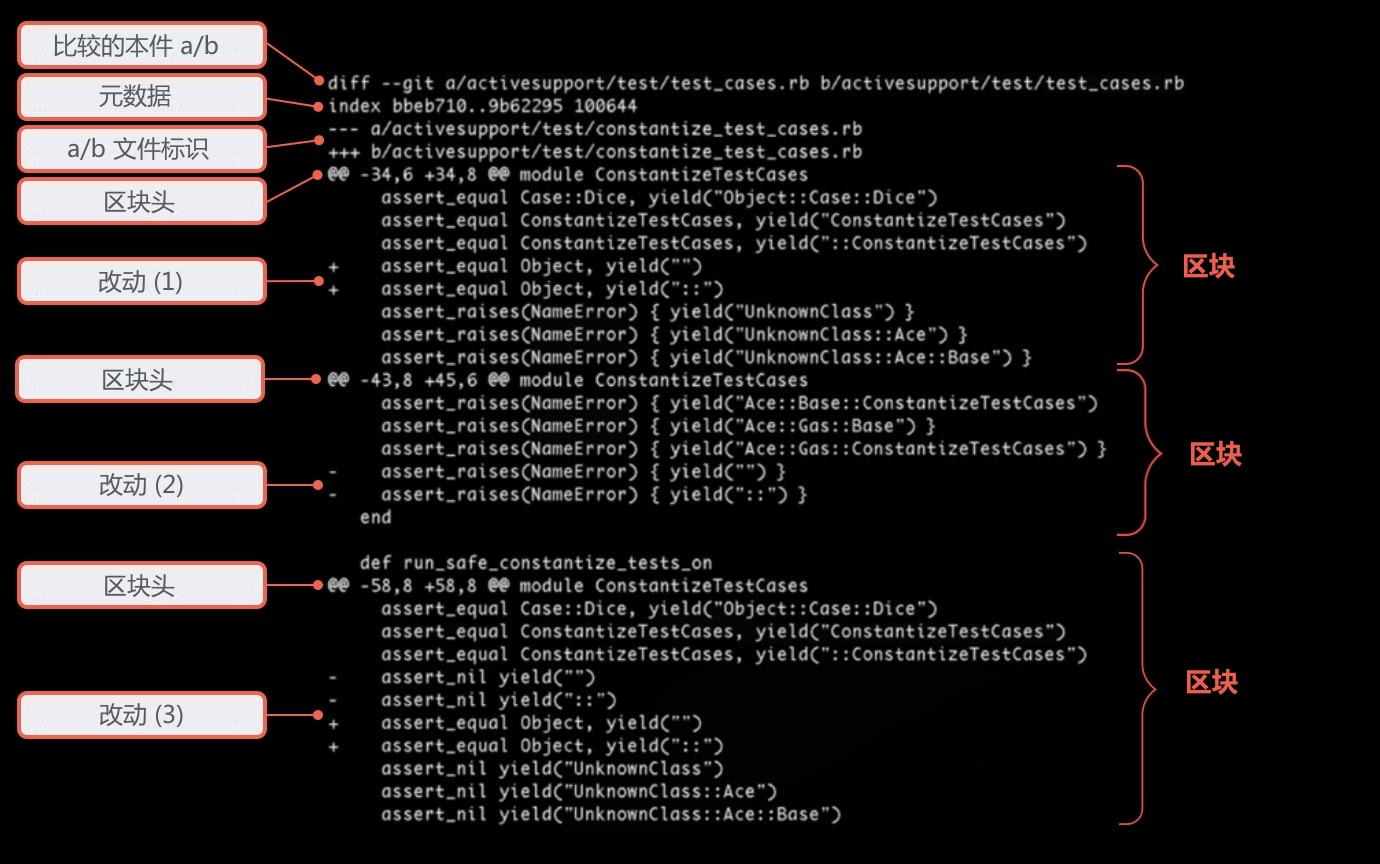 比较的本件 a/b
diff --git a/activesupport/test/test_cases.rb b/activesupport/test/test_cases.rb
元数据
index bbeb710..9b62295 100644
--- a/activesupport/test/constantize_test_cases.rb
a/b 文件标识
+++ b/activesupport/test/constantize_test_cases.rb
区块头
@@ -34,6 +34,8 @@ module ConstantizeTestCases
assert_equal Case::Dice, yield("Object::Case::Dice")
assert_equal ConstantizeTestCases, yield("ConstantizeTestCases")
assert_equal ConstantizeTestCases, yield("::ConstantizeTestCases")
区块
改动 (1)
+ assert_equal Object, yield("")
+ assert_equal Object, yield("::")
assert_raises(NameError) { yield("UnknownClass") }
assert_raises(NameError) { yield("UnknownClass::Ace") }
assert_raises(NameError) { yield("UnknownClass::Ace::Base") }
区块头
@@ -43,8 +45,6 @@ module ConstantizeTestCases
assert_raises(NameError) { yield("Ace::Base::ConstantizeTestCases")
assert_raises(NameError) { yield("Ace::Gas::Base") }
assert_raises(NameError) { yield("Ace::Gas::ConstantizeTestCases") }
区块
改动 (2)
- assert_raises(NameError) { yield("") }
- assert_raises(NameError) { yield("::") }
end
def run_safe_constantize_tests_on
区块头
@@ -58,8 +58,8 @@ module ConstantizeTestCases
assert_equal Case::Dice, yield("Object::Case::Dice")
assert_equal ConstantizeTestCases, yield("ConstantizeTestCases")
assert_equal ConstantizeTestCases, yield("::ConstantizeTestCases")
区块
- assert_nil yield("")
- assert_nil yield("::")
改动 (3)
+ assert_equal Object, yield("")
+ assert_equal Object, yield("::")
assert_nil yield("UnknownClass")
assert_nil yield("UnknownClass::Ace")
assert_nil yield("UnknownClass::Ace::Base")